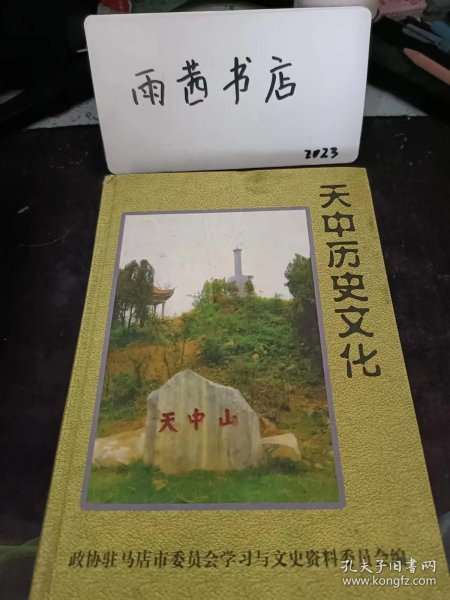 雨茜书店
2023
天中历史文化
天中山
政协驻马店市委员会学习与文史资料委员会编
孔夫子旧书网
www.kongfz.com